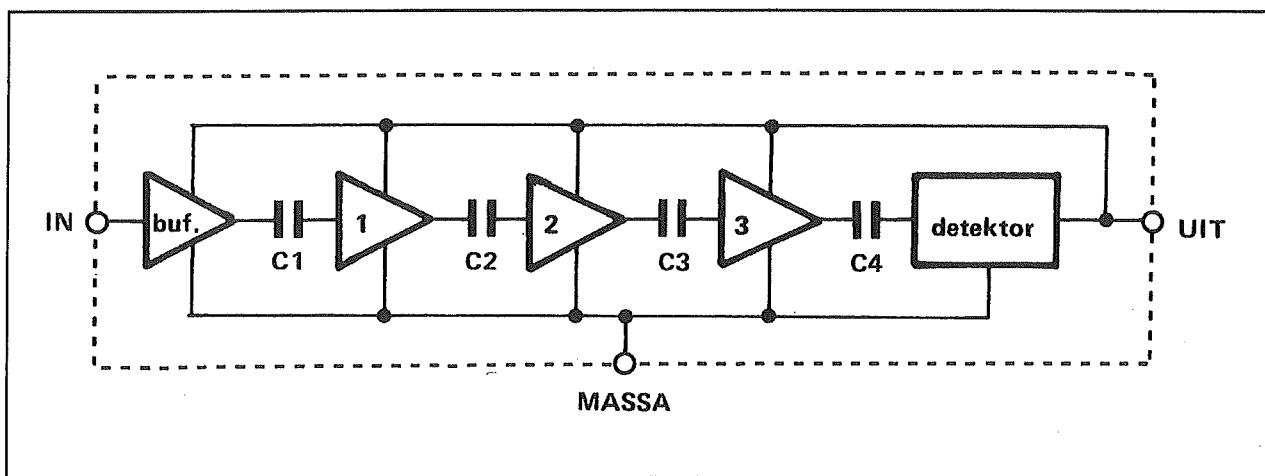 IN
buf.
C1
1
C2
2
C3
3
C4
detektor
UIT
MASSA